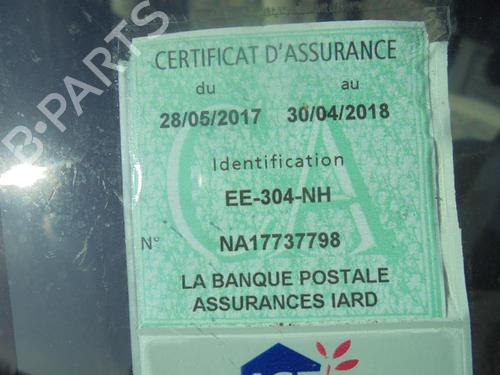 CERTIFICAT D'ASSURANCE
du au
28/05/2017 30/04/2018
Identification
EE-304-NH
N° NA17737798
LA BANQUE POSTALE
ASSURANCES IARD
B-PARTS